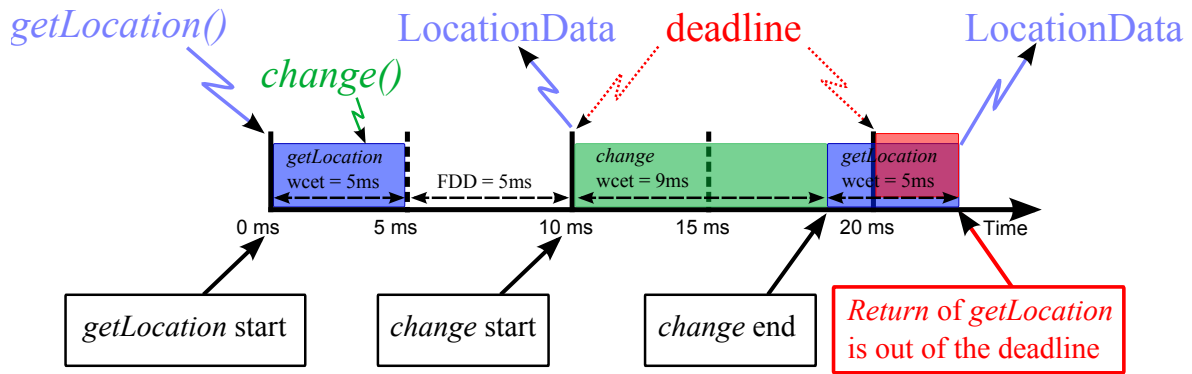 getLocation()
LocationData
deadline
LocationData
change()
getLocation
wcet = 5ms
FDD = 5ms
change
wcet = 9ms
getLocation
wcet = 5ms
0 ms
5 ms
10 ms
15 ms
20 ms
Time
getLocation start
change start
change end
Return of getLocation
is out of the deadline